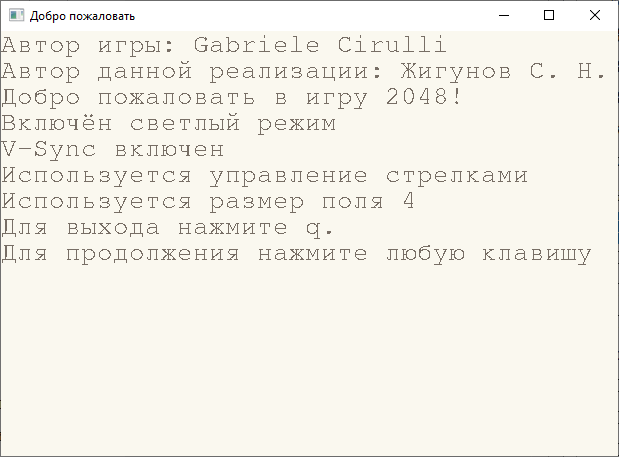 Добро пожаловать
Автор игры: Gabriele Cirulli
Автор данной реализации: Жигунов С. Н.
Добро пожаловать в игру 2048!
Включён светлый режим
V-Sync включен
Используется управление стрелками
Используется размер поля 4
Для выхода нажмите q.
Для продолжения нажмите любую клавишу